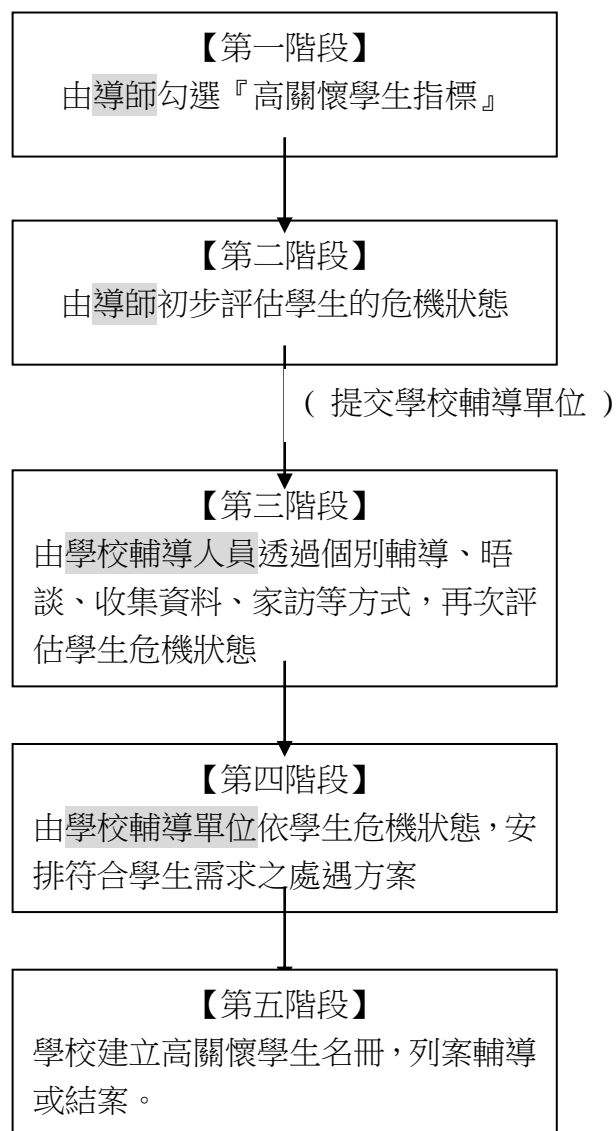 【第一階段】
由導師勾選『高關懷學生指標』
【第二階段】
由導師初步評估學生的危機狀態
( 提交學校輔導單位 )
【第三階段】
由學校輔導人員透過個別輔導、晤
談、收集資料、家訪等方式，再次評
估學生危機狀態
【第四階段】
由學校輔導單位依學生危機狀態，安
排符合學生需求之處遇方案
【第五階段】
學校建立高關懷學生名冊，列案輔導
或結案。